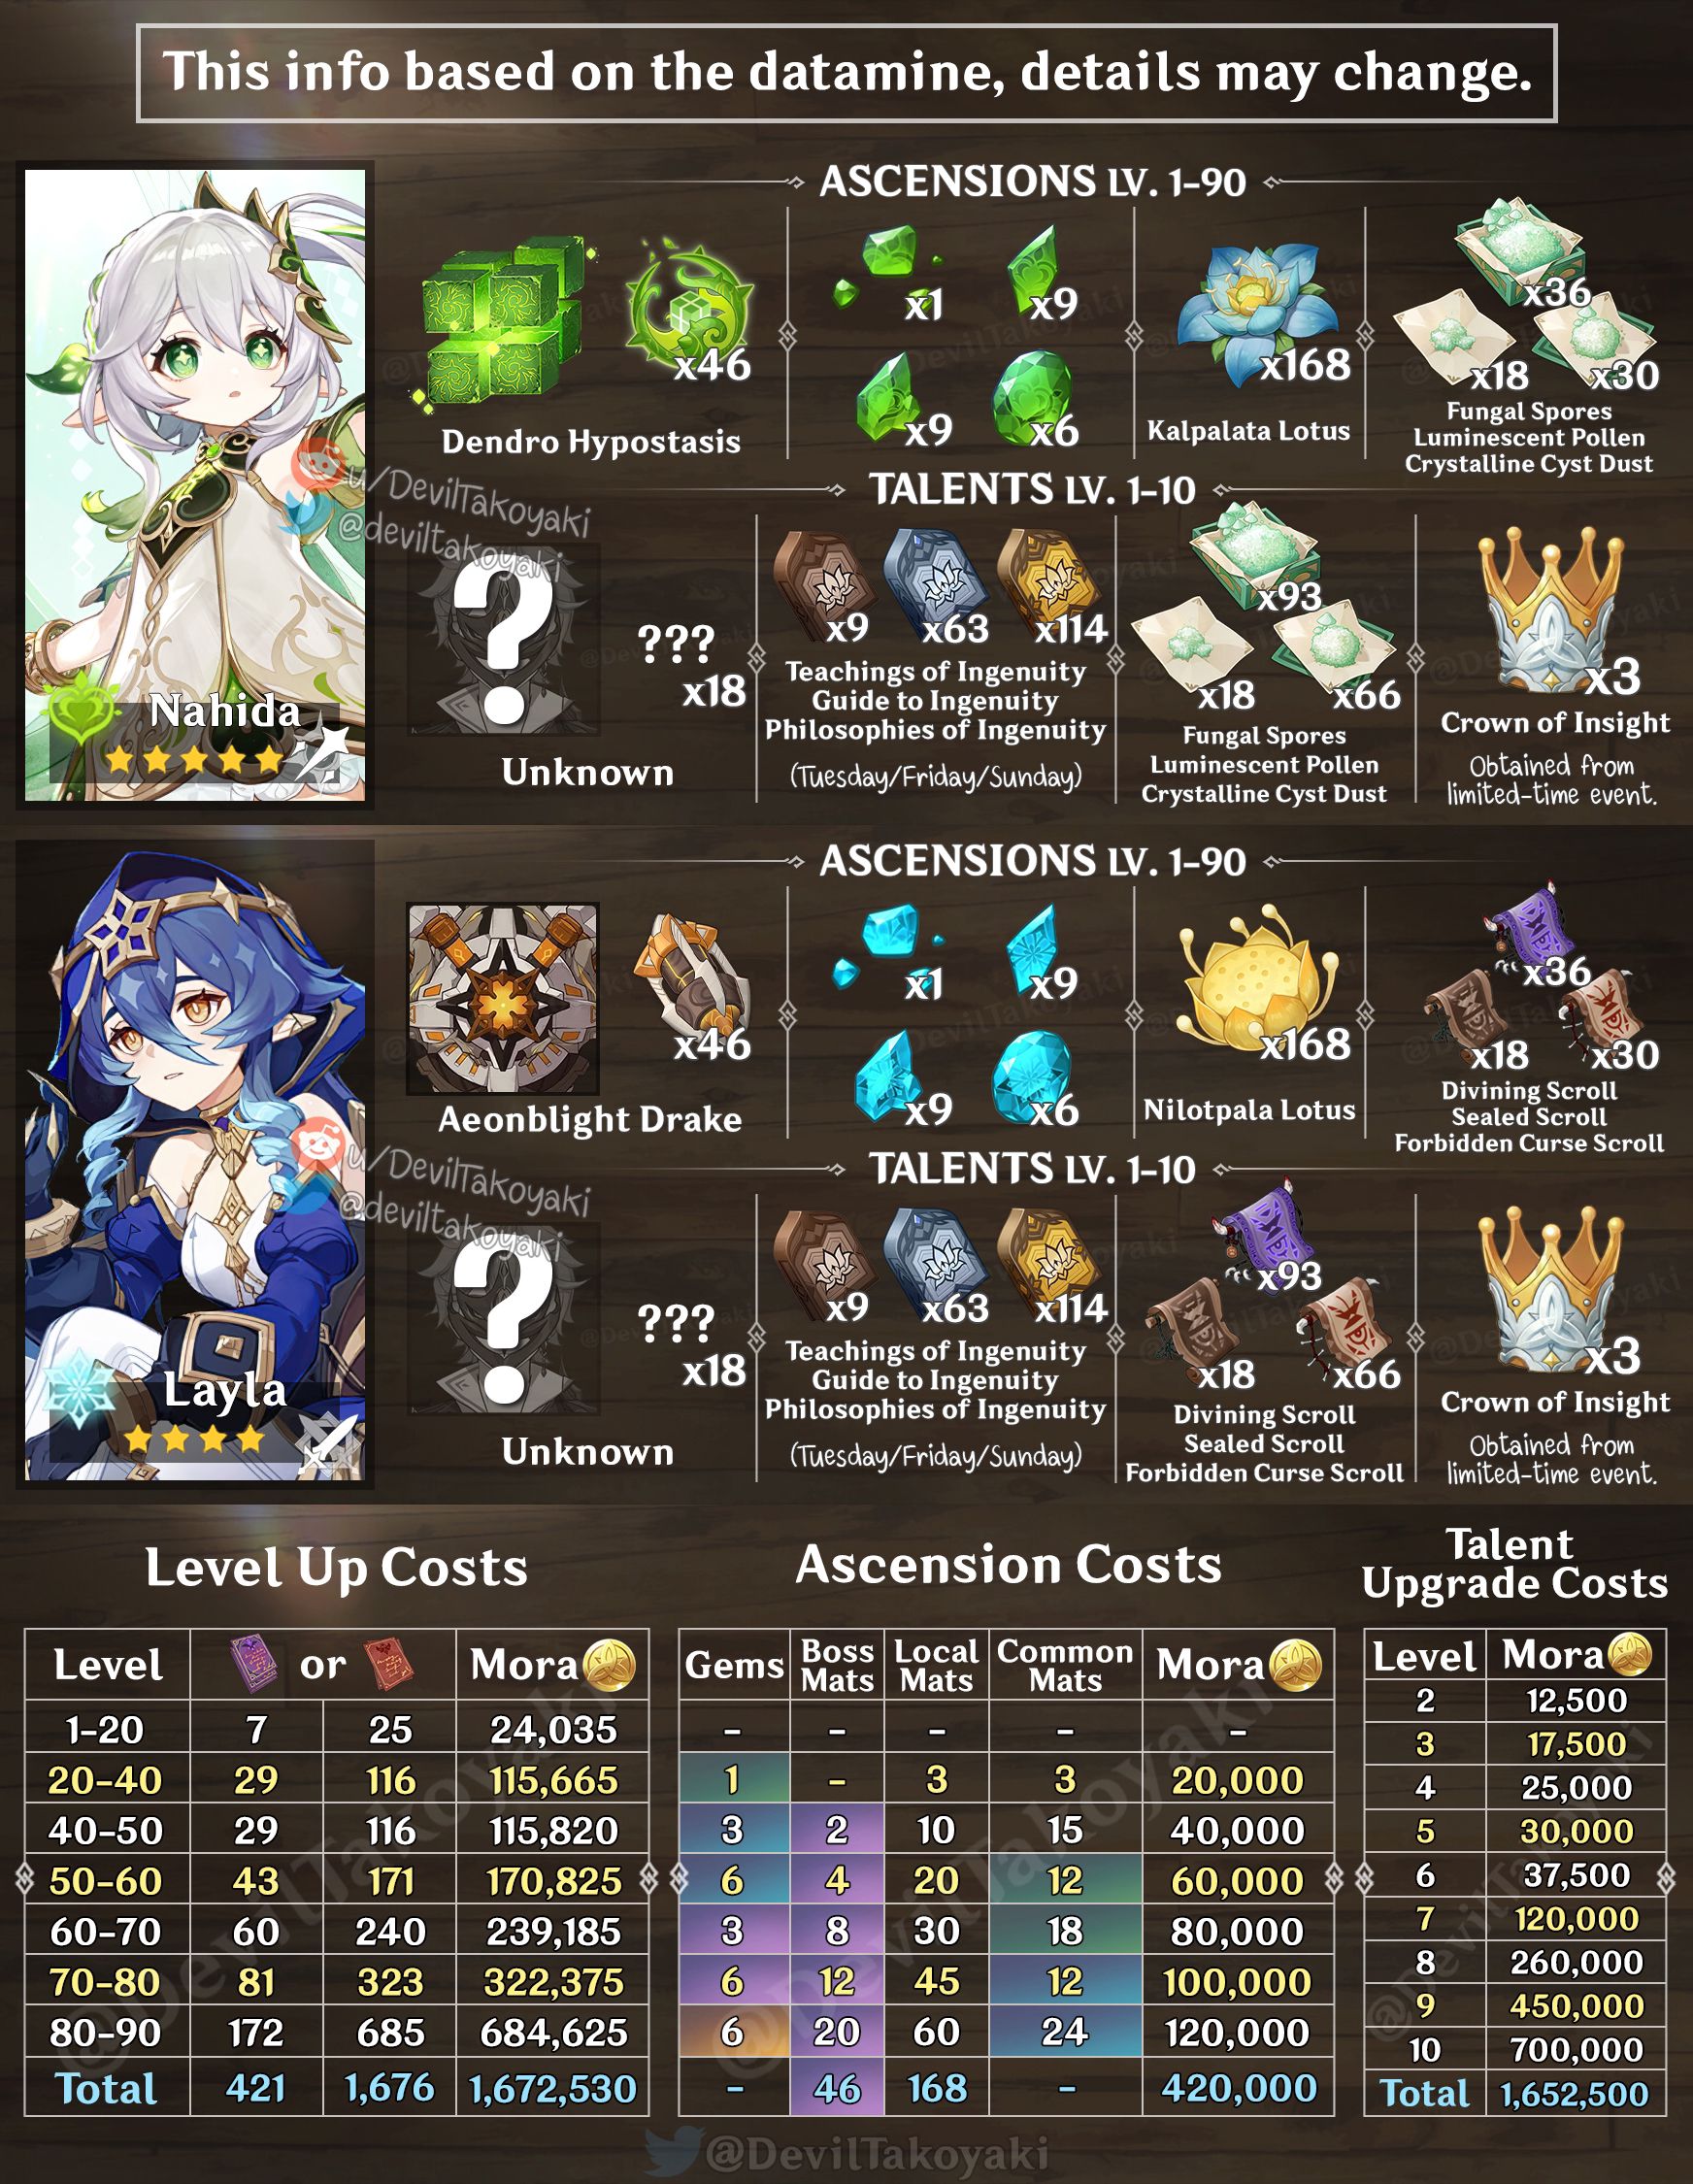 This info based on the datamine, details may change.
ASCENSIONS LV. 1-90
x46
Dendro Hypostasis
x1
x9
x9
x6
x168
Kalpalata Lotus
x36
x18
x30
Fungal Spores
Luminescent Pollen
Crystalline Cyst Dust
u/DevilTakoyaki
@deviltakoyaki
Nahida
TALENTS LV. 1-10
?
???
x18
Unknown
x9
x63
x114
Teachings of Ingenuity
Guide to Ingenuity
Philosophies of Ingenuity
(Tuesday/Friday/Sunday)
x93
x18
x66
Fungal Spores
Luminescent Pollen
Crystalline Cyst Dust
x3
Crown of Insight
Obtained from
limited-time event.
ASCENSIONS LV. 1-90
x46
Aeonblight Drake
x1
x9
x9
x6
x168
Nilotpala Lotus
x36
x18
x30
Divining Scroll
Sealed Scroll
Forbidden Curse Scroll
u/DevilTakoyaki
@deviltakoyaki
Layla
TALENTS LV. 1-10
?
???
x18
Unknown
x9
x63
x114
Teachings of Ingenuity
Guide to Ingenuity
Philosophies of Ingenuity
(Tuesday/Friday/Sunday)
x93
x18
x66
Divining Scroll
Sealed Scroll
Forbidden Curse Scroll
x3
Crown of Insight
Obtained from
limited-time event.
Level Up Costs
Level or Mora
1-20 7 25 24,035
20-40 29 116 115,665
40-50 29 116 115,820
50-60 43 171 170,825
60-70 60 240 239,185
70-80 81 323 322,375
80-90 172 685 684,625
Total 421 1,676 1,672,530
Ascension Costs
Gems Boss Mats Local Mats Common Mats Mora
- - - - -
1 - 3 3 20,000
3 2 10 15 40,000
6 4 20 12 60,000
3 8 30 18 80,000
6 12 45 12 100,000
6 20 60 24 120,000
- 46 168 - 420,000
Talent
Upgrade Costs
Level Mora
2 12,500
3 17,500
4 25,000
5 30,000
6 37,500
7 120,000
8 260,000
9 450,000
10 700,000
Total 1,652,500
@DevilTakoyaki